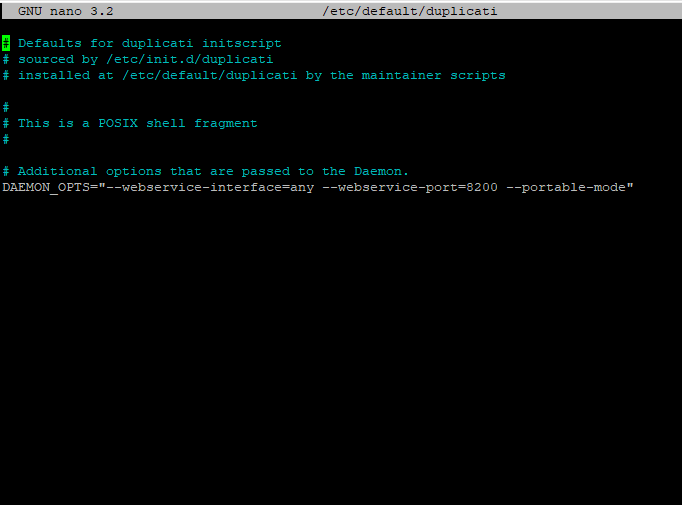 GNU nano 3.2 /etc/default/duplicati
# Defaults for duplicati initscript
# sourced by /etc/init.d/duplicati
# installed at /etc/default/duplicati by the maintainer scripts
#
# This is a POSIX shell fragment
#
# Additional options that are passed to the Daemon.
DAEMON_OPTS="--webservice-interface=any --webservice-port=8200 --portable-mode"